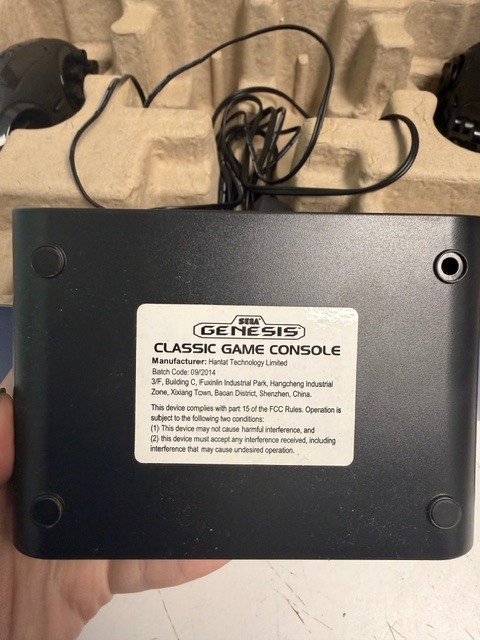 SEGA
GENESIS
CLASSIC GAME CONSOLE
Manufacturer: Hantat Technology Limited
Batch Code: 09/2014
3/F, Building C, lFuxinlin Industrial Park, Hangcheng Industrial
Zone, Xixiang Town, Baoan District, Shenzhen, China.
This device complies with part 15 of the FCC Rules. Operation is
subject to the following two conditions:
(1) This device may not cause harmful interference, and
(2) this device must accept any interference received, including
interference that may cause undesired operation.